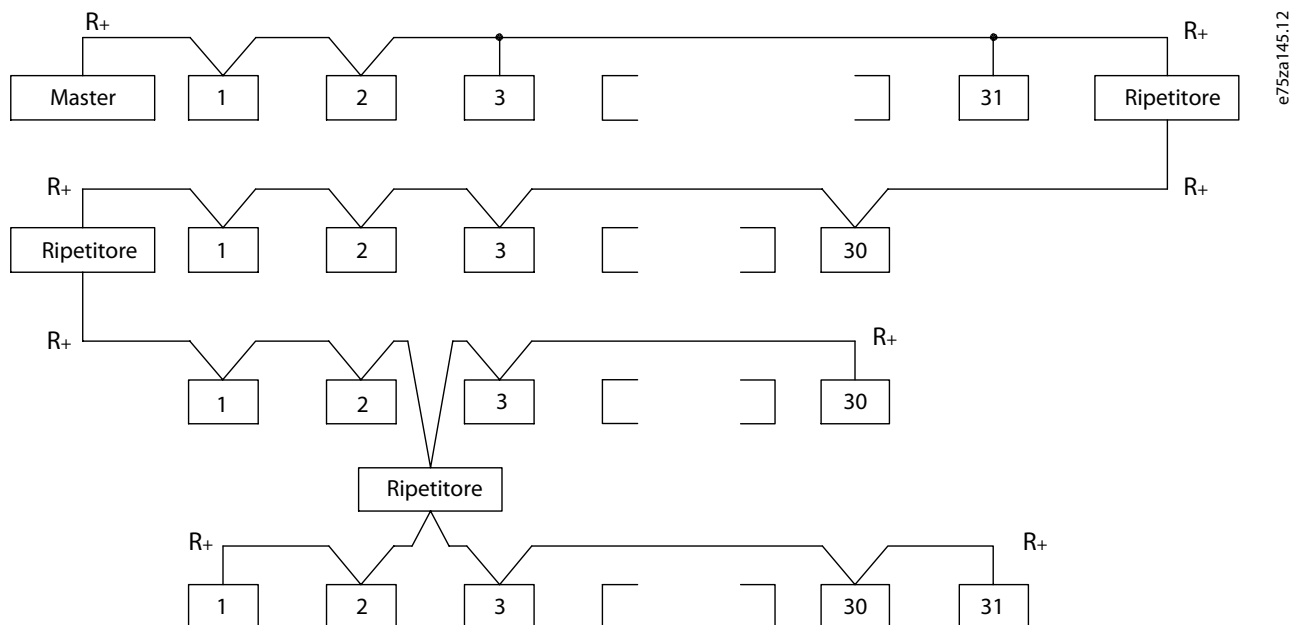 R+ R+
Master 1 2 3 31 Ripetitore
e75za145.12
R+ R+
Ripetitore 1 2 3 30
R+ R+
1 2 3 30
Ripetitore
R+ R+
1 2 3 30 31